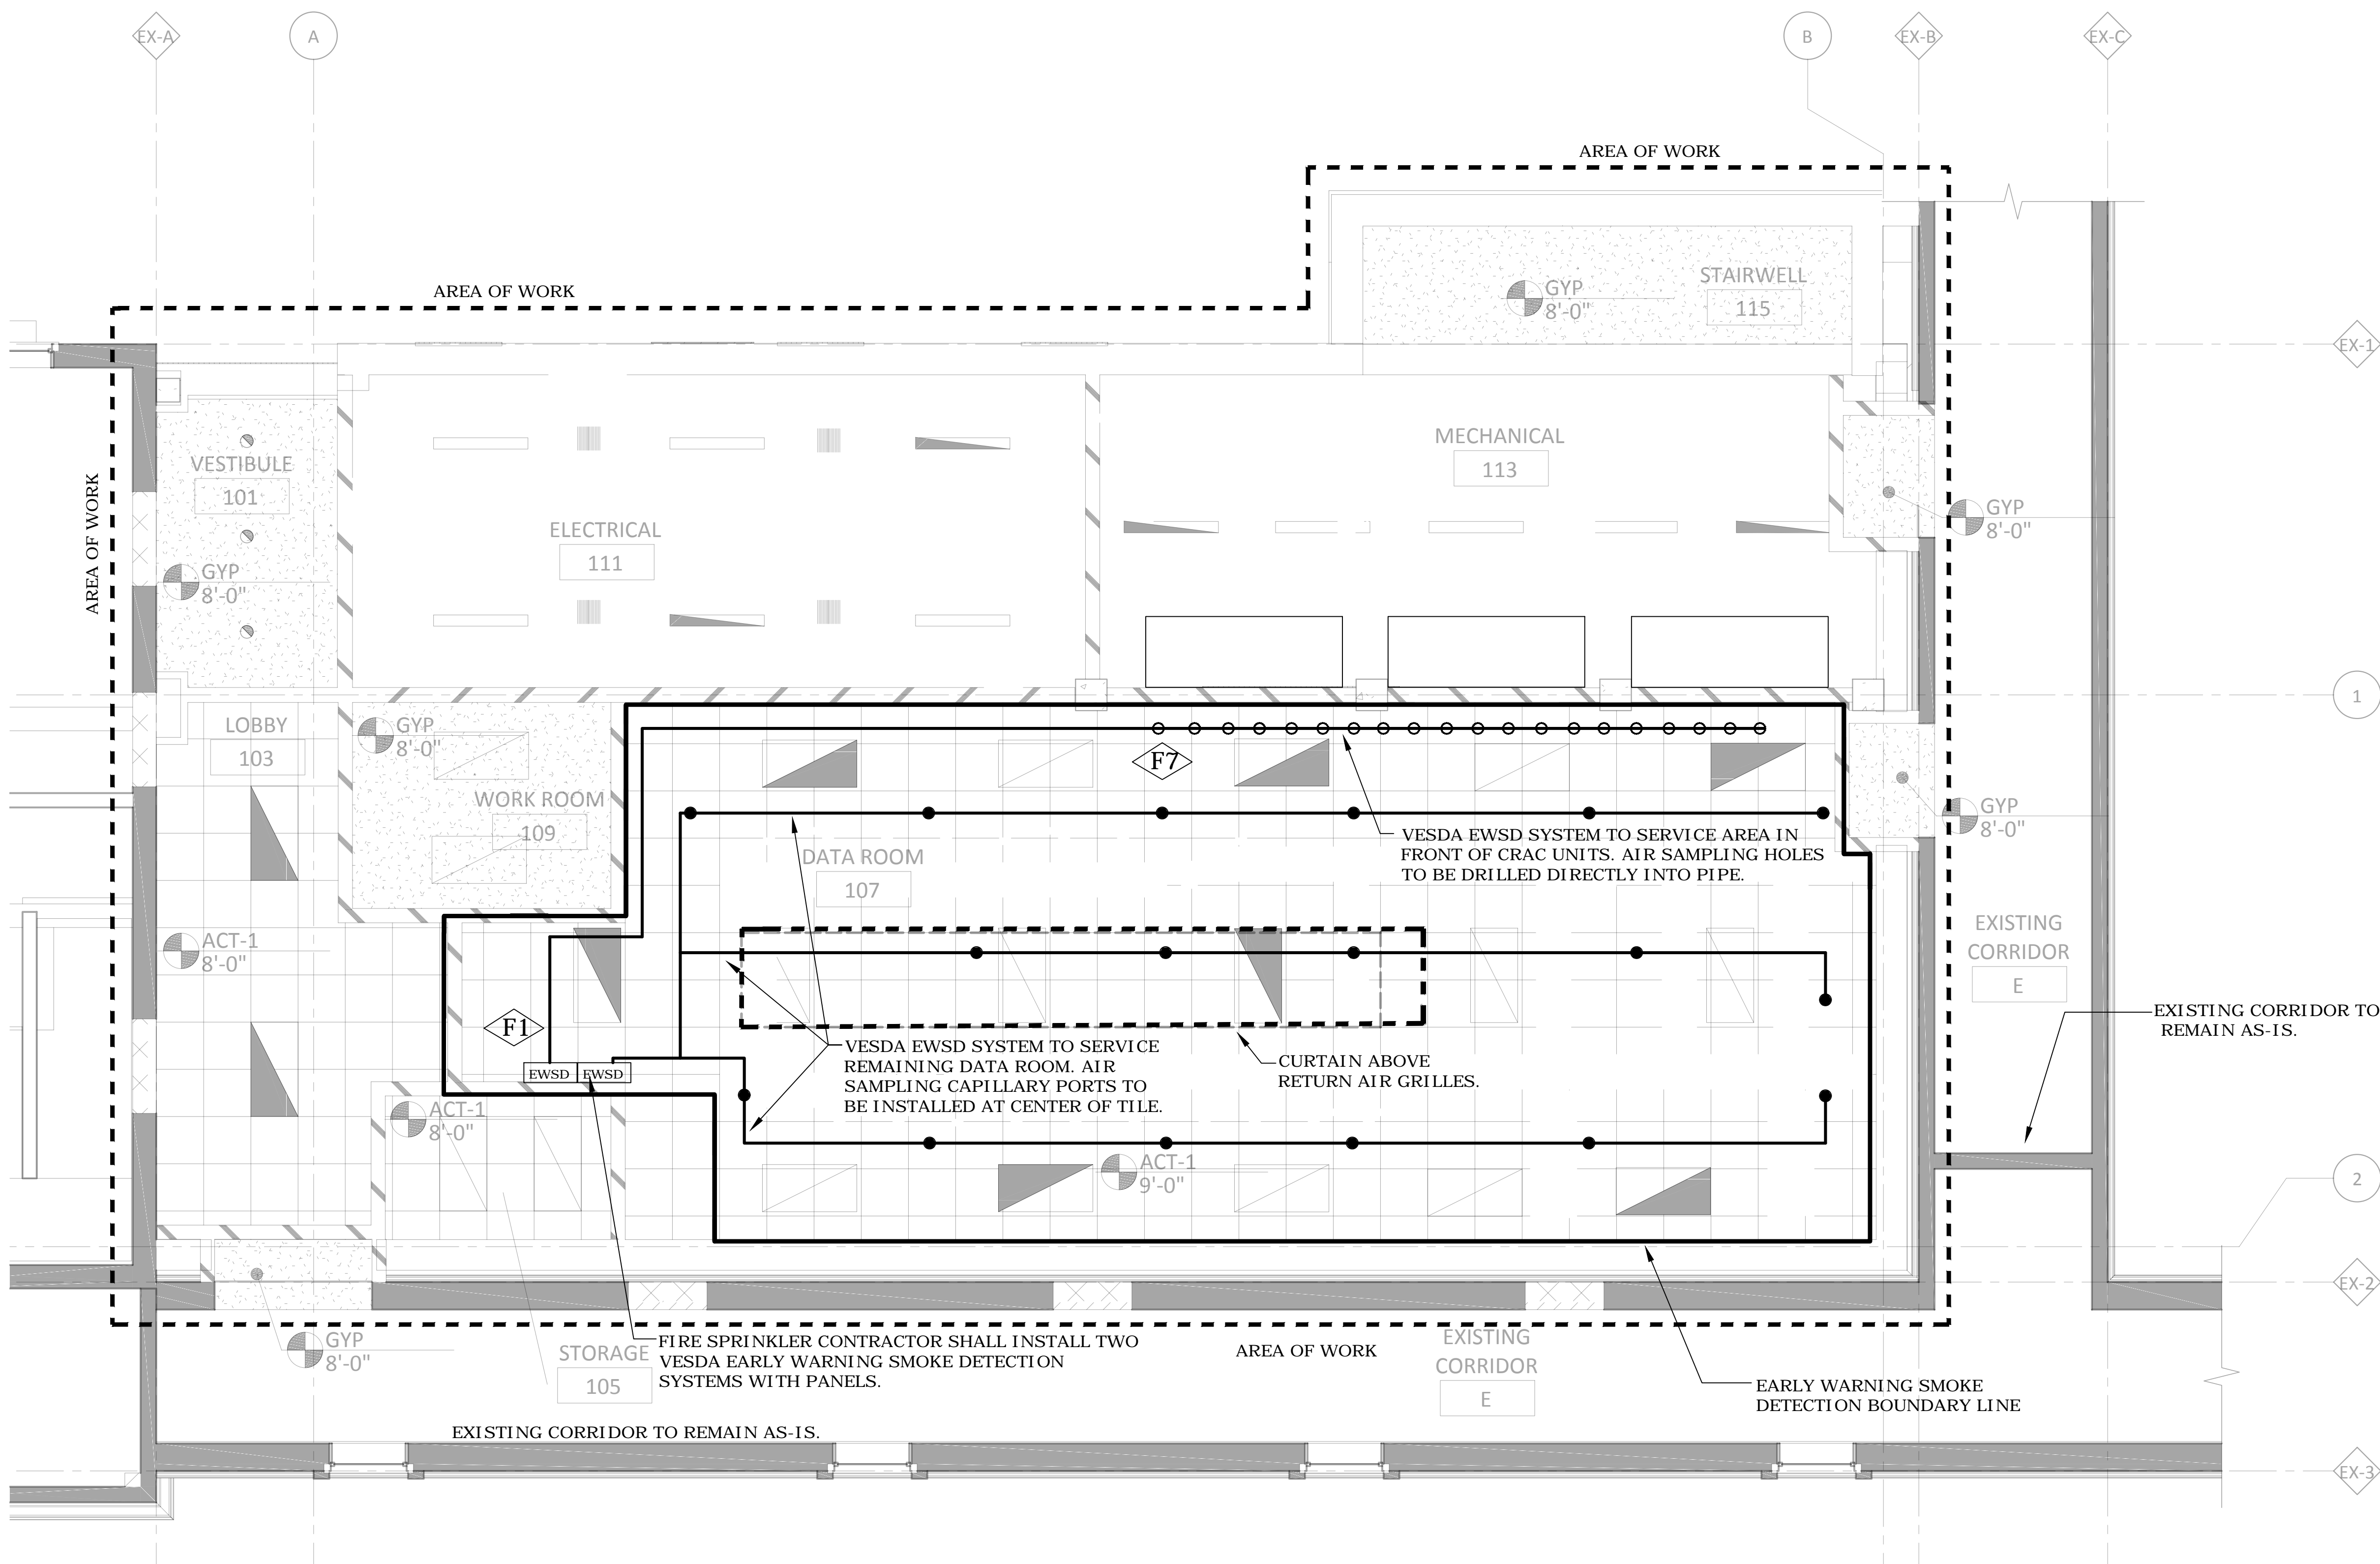 EX-A
A
B
EX-B
EX-C
AREA OF WORK
AREA OF WORK
STAIRWELL
115
GYP
8'-0"
EX-1
AREA OF WORK
VESTIBULE
101
GYP
8'-0"
ELECTRICAL
111
MECHANICAL
113
GYP
8'-0"
1
LOBBY
103
GYP
8'-0"
WORK ROOM
109
F7
VESDA EWSD SYSTEM TO SERVICE AREA IN
FRONT OF CRAC UNITS. AIR SAMPLING HOLES
TO BE DRILLED DIRECTLY INTO PIPE.
GYP
8'-0"
DATA ROOM
107
ACT-1
8'-0"
EXISTING
CORRIDOR
E
EXISTING CORRIDOR TO
REMAIN AS-IS.
F1
EWSD
EWSD
VESDA EWSD SYSTEM TO SERVICE
REMAINING DATA ROOM. AIR
SAMPLING CAPILLARY PORTS TO
BE INSTALLED AT CENTER OF TILE.
CURTAIN ABOVE
RETURN AIR GRILLES.
ACT-1
8'-0"
ACT-1
9'-0"
2
EX-2
GYP
8'-0"
STORAGE
105
FIRE SPRINKLER CONTRACTOR SHALL INSTALL TWO
VESDA EARLY WARNING SMOKE DETECTION
SYSTEMS WITH PANELS.
AREA OF WORK
EXISTING
CORRIDOR
E
EARLY WARNING SMOKE
DETECTION BOUNDARY LINE
EXISTING CORRIDOR TO REMAIN AS-IS.
EX-3